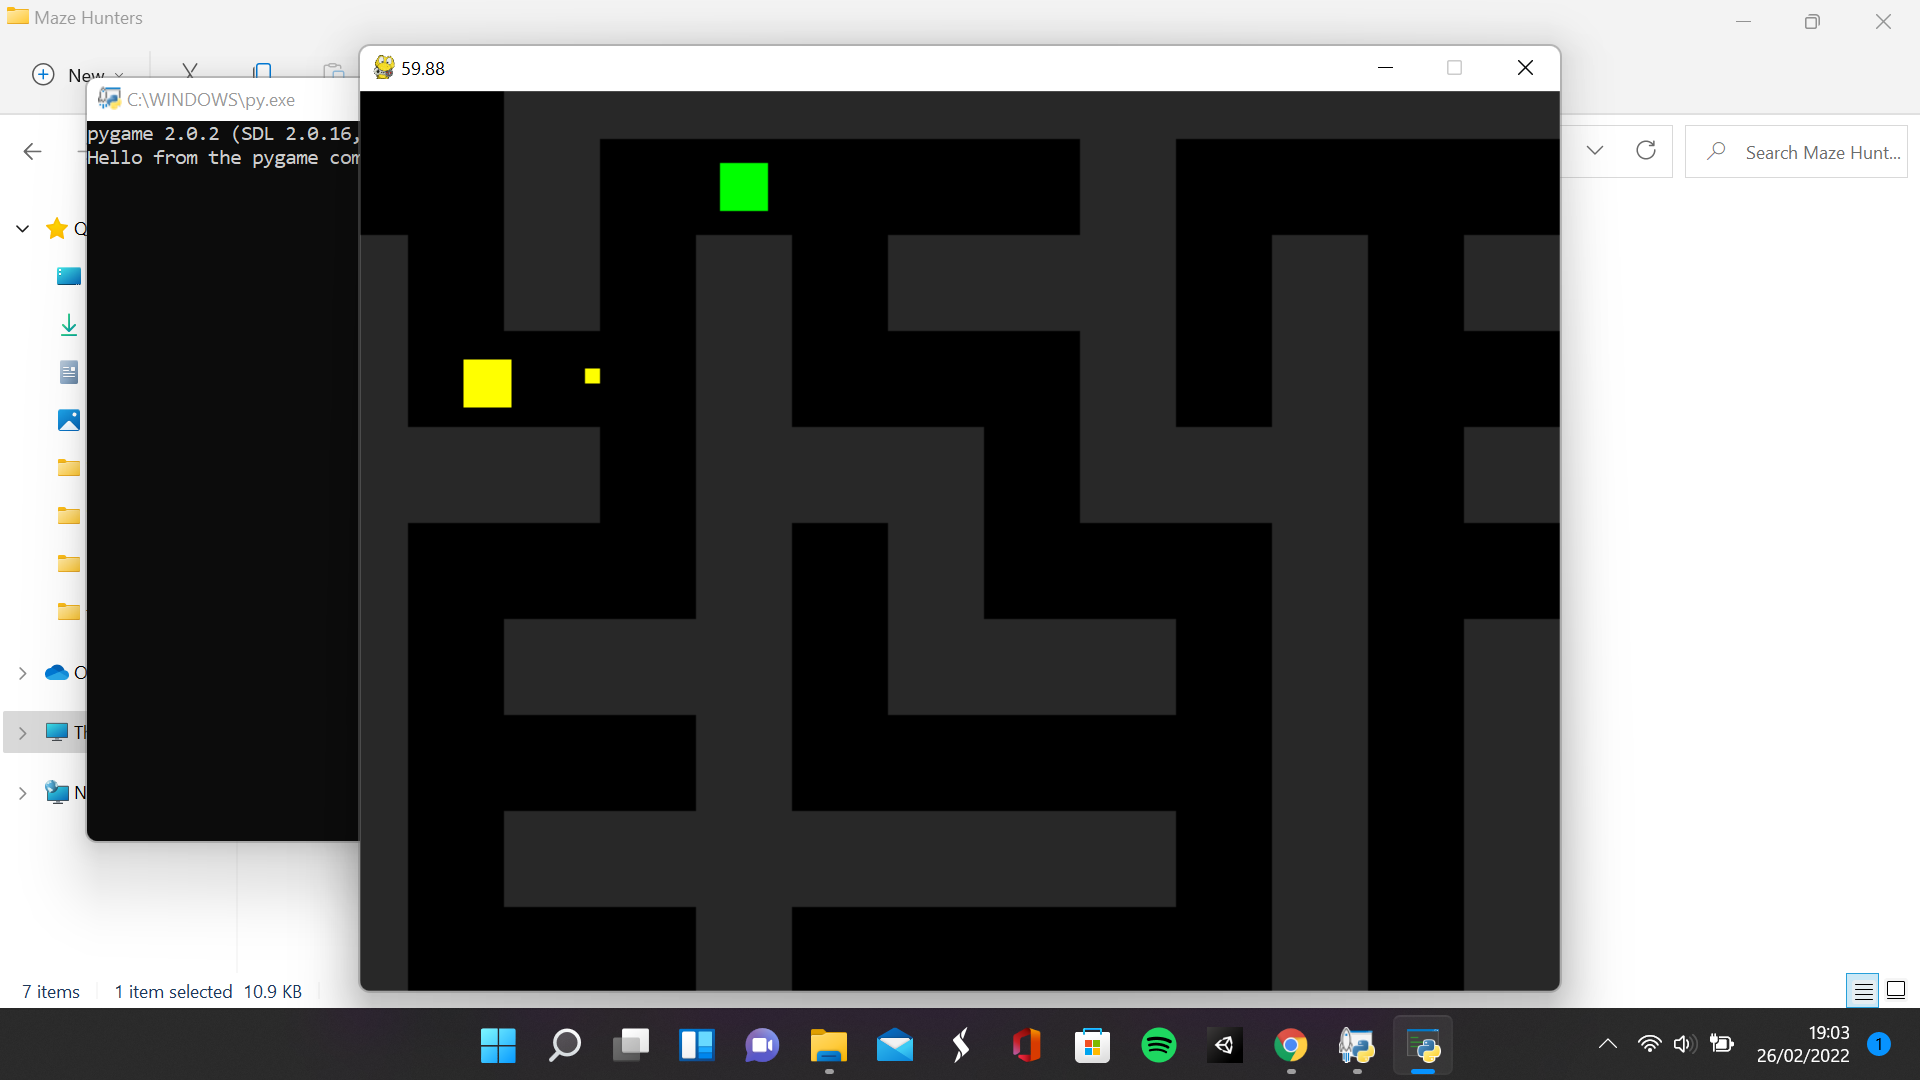 Maze Hunters
New
59.88
C:\WINDOWS\py.exe
pygame 2.0.2 (SDL 2.0.16,
Hello from the pygame com
Search Maze Hunt...
Q
O
Th
N
7 items
1 item selected 10.9 KB
19:03
26/02/2022
1